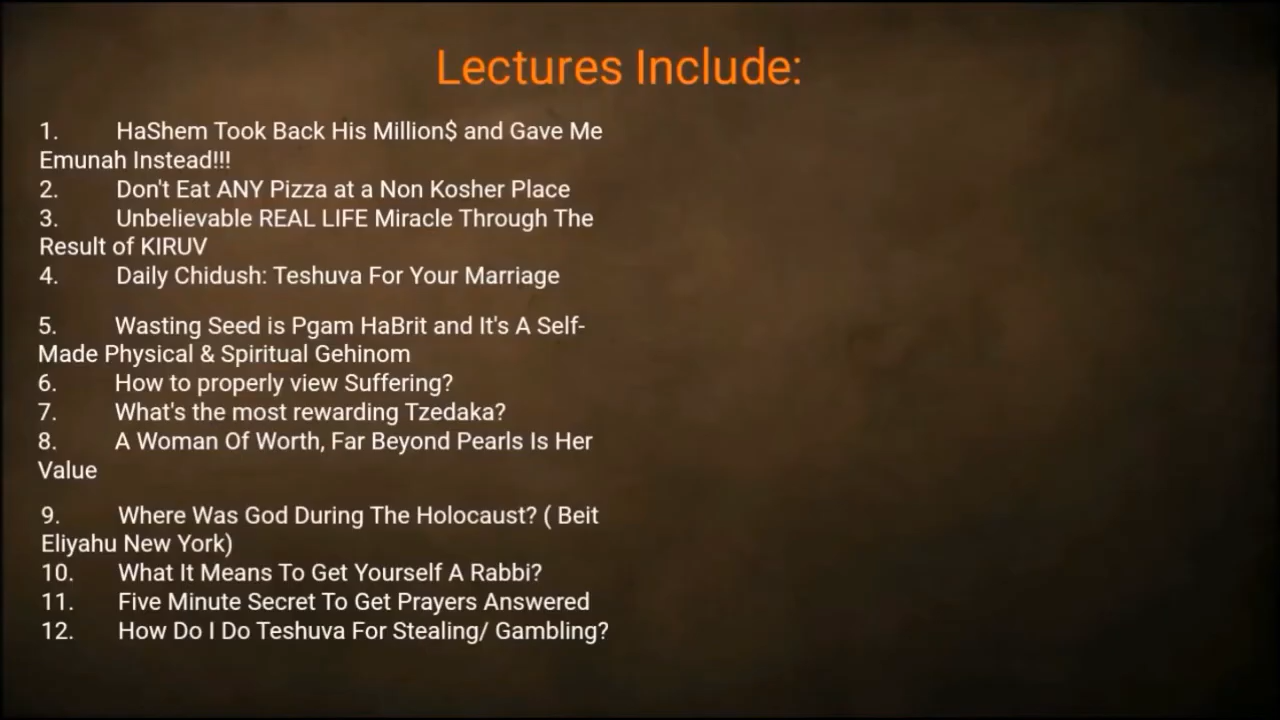 Lectures Include:
1. HaShem Took Back His Million$ and Gave Me
Emunah Instead!!!
2. Don't Eat ANY Pizza at a Non Kosher Place
3. Unbelievable REAL LIFE Miracle Through The
Result of KIRUV
4. Daily Chidush: Teshuva For Your Marriage
5. Wasting Seed is Pgam HaBrit and It's A Self-
Made Physical & Spiritual Gehinom
6. How to properly view Suffering?
7. What's the most rewarding Tzedaka?
8. A Woman Of Worth, Far Beyond Pearls Is Her
Value
9. Where Was God During The Holocaust? ( Beit
Eliyahu New York)
10. What It Means To Get Yourself A Rabbi?
11. Five Minute Secret To Get Prayers Answered
12. How Do I Do Teshuva For Stealing/ Gambling?